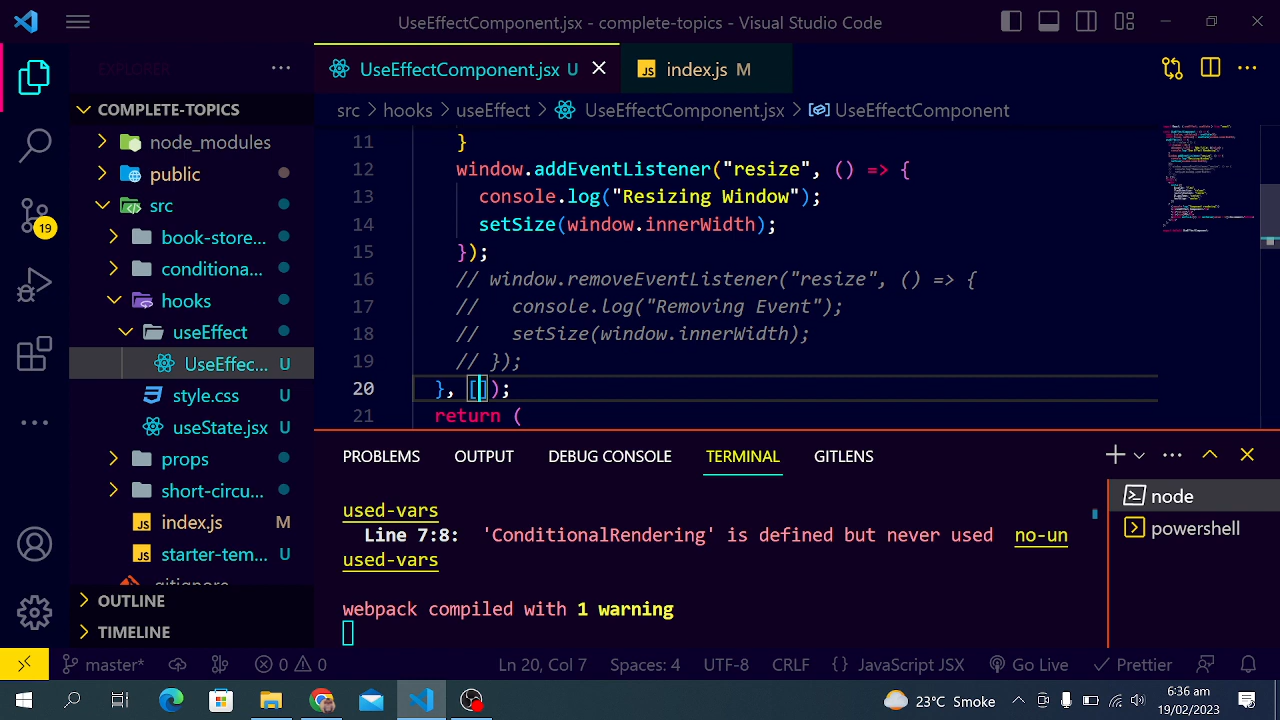 UseEffectComponent.jsx - complete-topics - Visual Studio Code
EXPLORER
UseEffectComponent.jsx U
JS index.js M
COMPLETE-TOPICS
src > hooks > useEffect > UseEffectComponent.jsx > UseEffectComponent
node_modules
public
src
book-store...
conditiona...
hooks
useEffect
UseEffec... U
style.css U
useState.jsx U
props
short-circu...
JS index.js M
JS starter-tem... U
.gitignore
OUTLINE
TIMELINE
19
11 }
12 window.addEventListener("resize", () => {
13 console.log("Resizing Window");
14 setSize(window.innerWidth);
15 });
16 // window.removeEventListener("resize", () => {
17 // console.log("Removing Event");
18 // setSize(window.innerWidth);
19 // });
20 }, []);
21 return (
PROBLEMS OUTPUT DEBUG CONSOLE TERMINAL GITLENS
used-vars
Line 7:8: 'ConditionalRendering' is defined but never used no-un
used-vars
webpack compiled with 1 warning
node
powershell
master* 0 0 Ln 20, Col 7 Spaces: 4 UTF-8 CRLF {} JavaScript JSX Go Live Prettier
23°C Smoke
6:36 am
19/02/2023